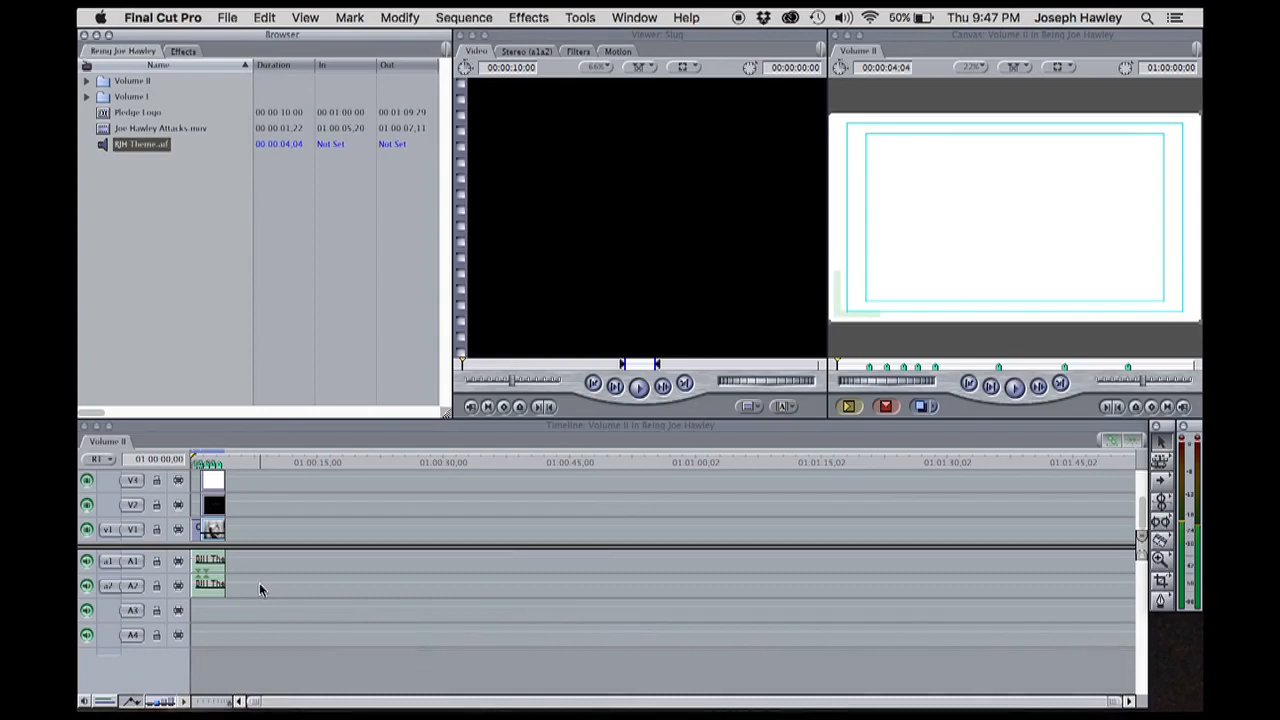 Final Cut Pro File Edit View Mark Modify Sequence Effects Tools Window Help 50% Thu 9:47 PM Joseph Hawley
Browser
Viewer: Slug
Canvas: Volume II in Being Joe Hawley
Being Joe Hawley Effects
Video Stereo (a1a2) Filters Motion
Volume II
Name Duration In Out
00:00:10:00 66% 00:00:00:00
00:00:04;04 22% 01:00:00;00
Volume II
Volume I
Pledge Logo 00:00:10:00 00:01:00:00 00:01:09:29
Joe Hawley Attacks.mov 00:00:01;22 01:00:05;20 01:00:07;11
BJH Theme.aif 00:00:04;04 Not Set Not Set
Timeline: Volume II in Being Joe Hawley
Volume II
RT 01:00:00;00 01:00:15;00 01:00:30;00 01:00:45;00 01:01:00;02 01:01:15;02 01:01:30;02 01:01:45;02
V3
V2
v1 V1
a1 A1
a2 A2
A3
A4